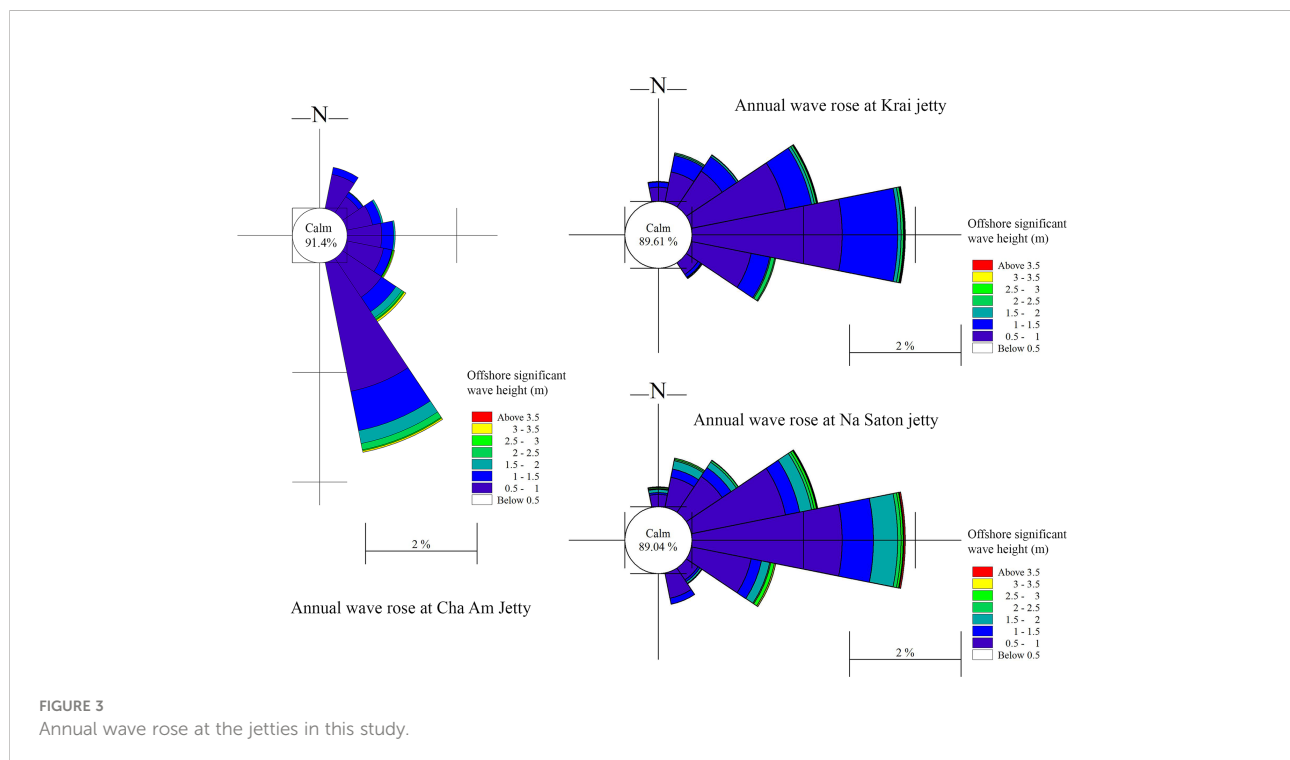 N
Calm
91.4%
Offshore significant
wave height (m)
Above 3.5
3 - 3.5
2.5 - 3
2 - 2.5
1.5 - 2
1 - 1.5
0.5 - 1
Below 0.5
2 %
Annual wave rose at Cha Am Jetty
N
Annual wave rose at Krai jetty
Calm
89.61 %
Offshore significant
wave height (m)
Above 3.5
3 - 3.5
2.5 - 3
2 - 2.5
1.5 - 2
1 - 1.5
0.5 - 1
Below 0.5
2 %
N
Annual wave rose at Na Saton jetty
Calm
89.04 %
Offshore significant
wave height (m)
Above 3.5
3 - 3.5
2.5 - 3
2 - 2.5
1.5 - 2
1 - 1.5
0.5 - 1
Below 0.5
2 %
FIGURE 3
Annual wave rose at the jetties in this study.